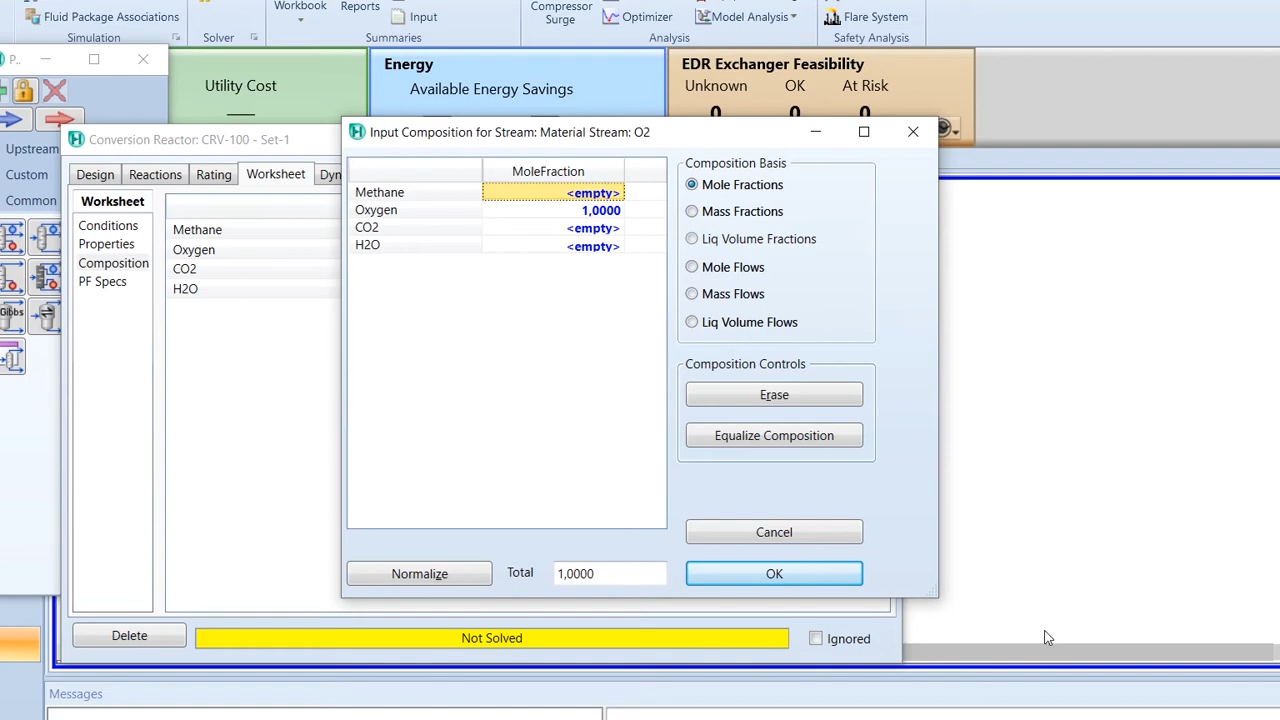 Workbook
Reports
Fluid Package Associations
Input
Compressor
Surge
Optimizer
Model Analysis
Flare System
Simulation
Solver
Summaries
Analysis
Safety Analysis
P..
Utility Cost
Energy
Available Energy Savings
EDR Exchanger Feasibility
Unknown
OK
At Risk
0
0
0
Upstream
Custom
Common
Gibbs
Conversion Reactor: CRV-100 - Set-1
Design
Reactions
Rating
Worksheet
Dyn
Worksheet
Conditions
Properties
Composition
PF Specs
Methane
Oxygen
CO2
H2O
Delete
Not Solved
Ignored
Input Composition for Stream: Material Stream: O2
MoleFraction
Methane <empty>
Oxygen 1,0000
CO2 <empty>
H2O <empty>
Composition Basis
Mole Fractions
Mass Fractions
Liq Volume Fractions
Mole Flows
Mass Flows
Liq Volume Flows
Composition Controls
Erase
Equalize Composition
Cancel
Normalize
Total 1,0000
OK
Messages